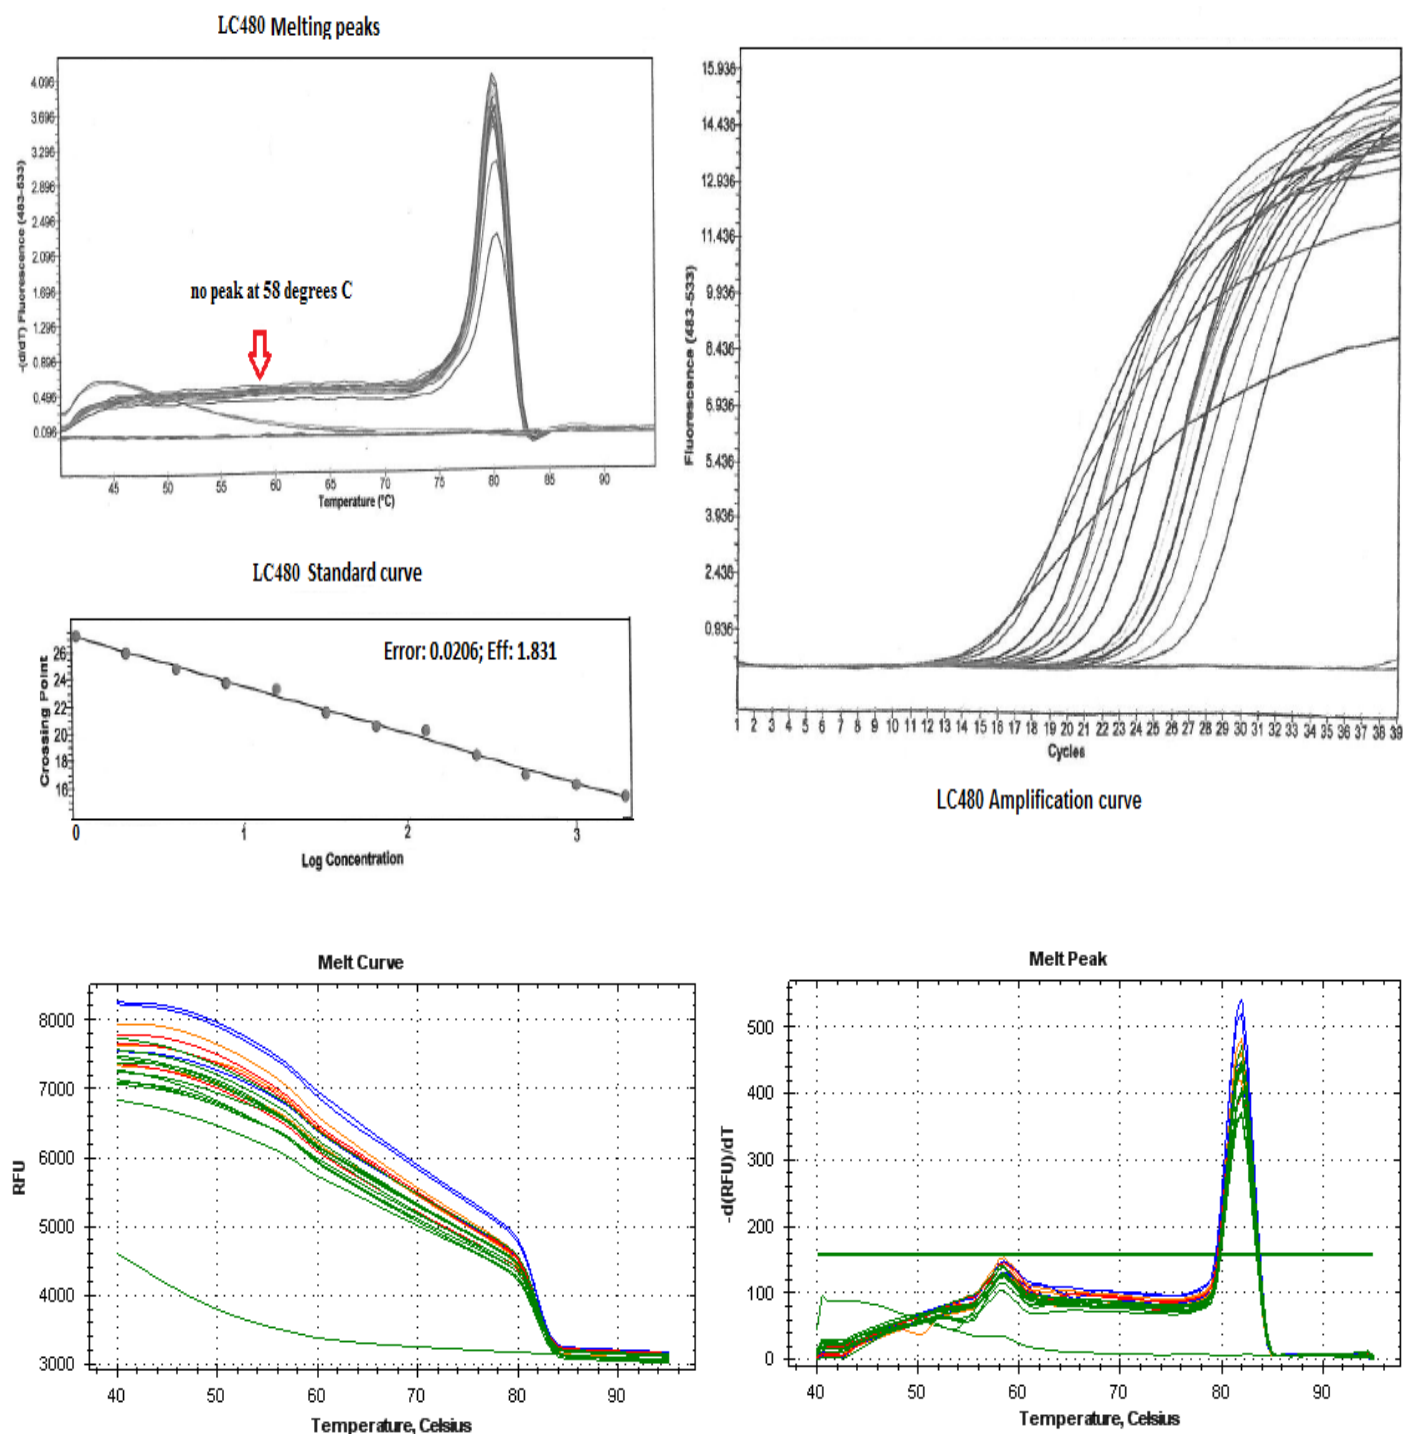 LC480 Melting peaks
4.096
3.696
3.296
2.896
2.496
2.096
1.696
1.296
0.896
0.496
0.096
-(d/dT) Fluorescence (483-533)
no peak at 58 degrees C
45 50 55 60 65 70 75 80 85 90
Temperature (°C)
15.936
14.436
12.936
11.436
9.936
8.436
6.936
5.436
3.936
2.436
0.936
Fluorescence (483-533)
1 2 3 4 5 6 7 8 9 10 11 12 13 14 15 16 17 18 19 20 21 22 23 24 25 26 27 28 29 30 31 32 33 34 35 36 37 38 39
Cycles
LC480 Amplification curve
LC480 Standard curve
Error: 0.0206; Eff: 1.831
26
24
22
20
18
16
Crossing Point
0 1 2 3
Log Concentration
Melt Curve
8000
7000
6000
5000
4000
3000
RFU
40 50 60 70 80 90
Temperature, Celsius
Melt Peak
500
400
300
200
100
0
-d(RFU)/dT
40 50 60 70 80 90
Temperature, Celsius